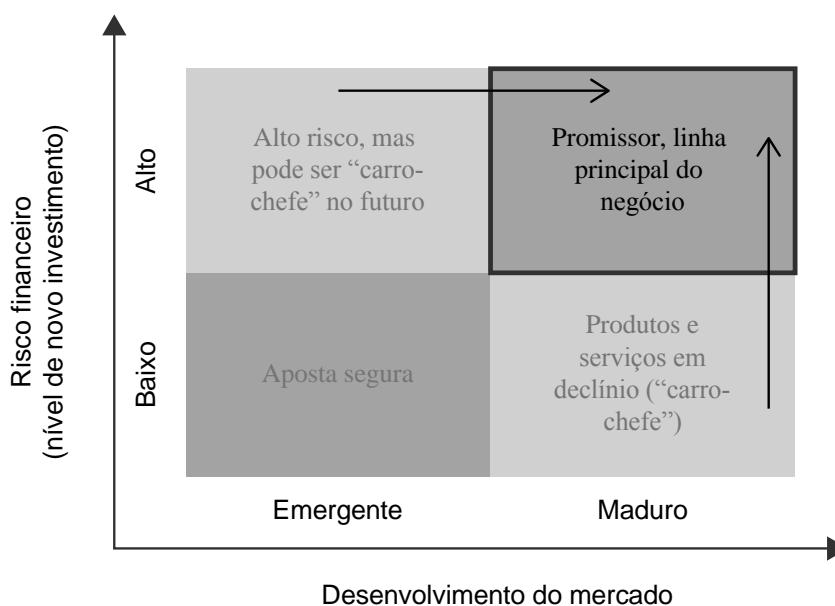 Risco financeiro
(nível de novo investimento)
Alto
Baixo
Alto risco, mas
pode ser “carro-
chefe” no futuro
Promissor, linha
principal do
negócio
Aposta segura
Produtos e
serviços em
declínio (“carro-
chefe”)
Emergente
Maduro
Desenvolvimento do mercado